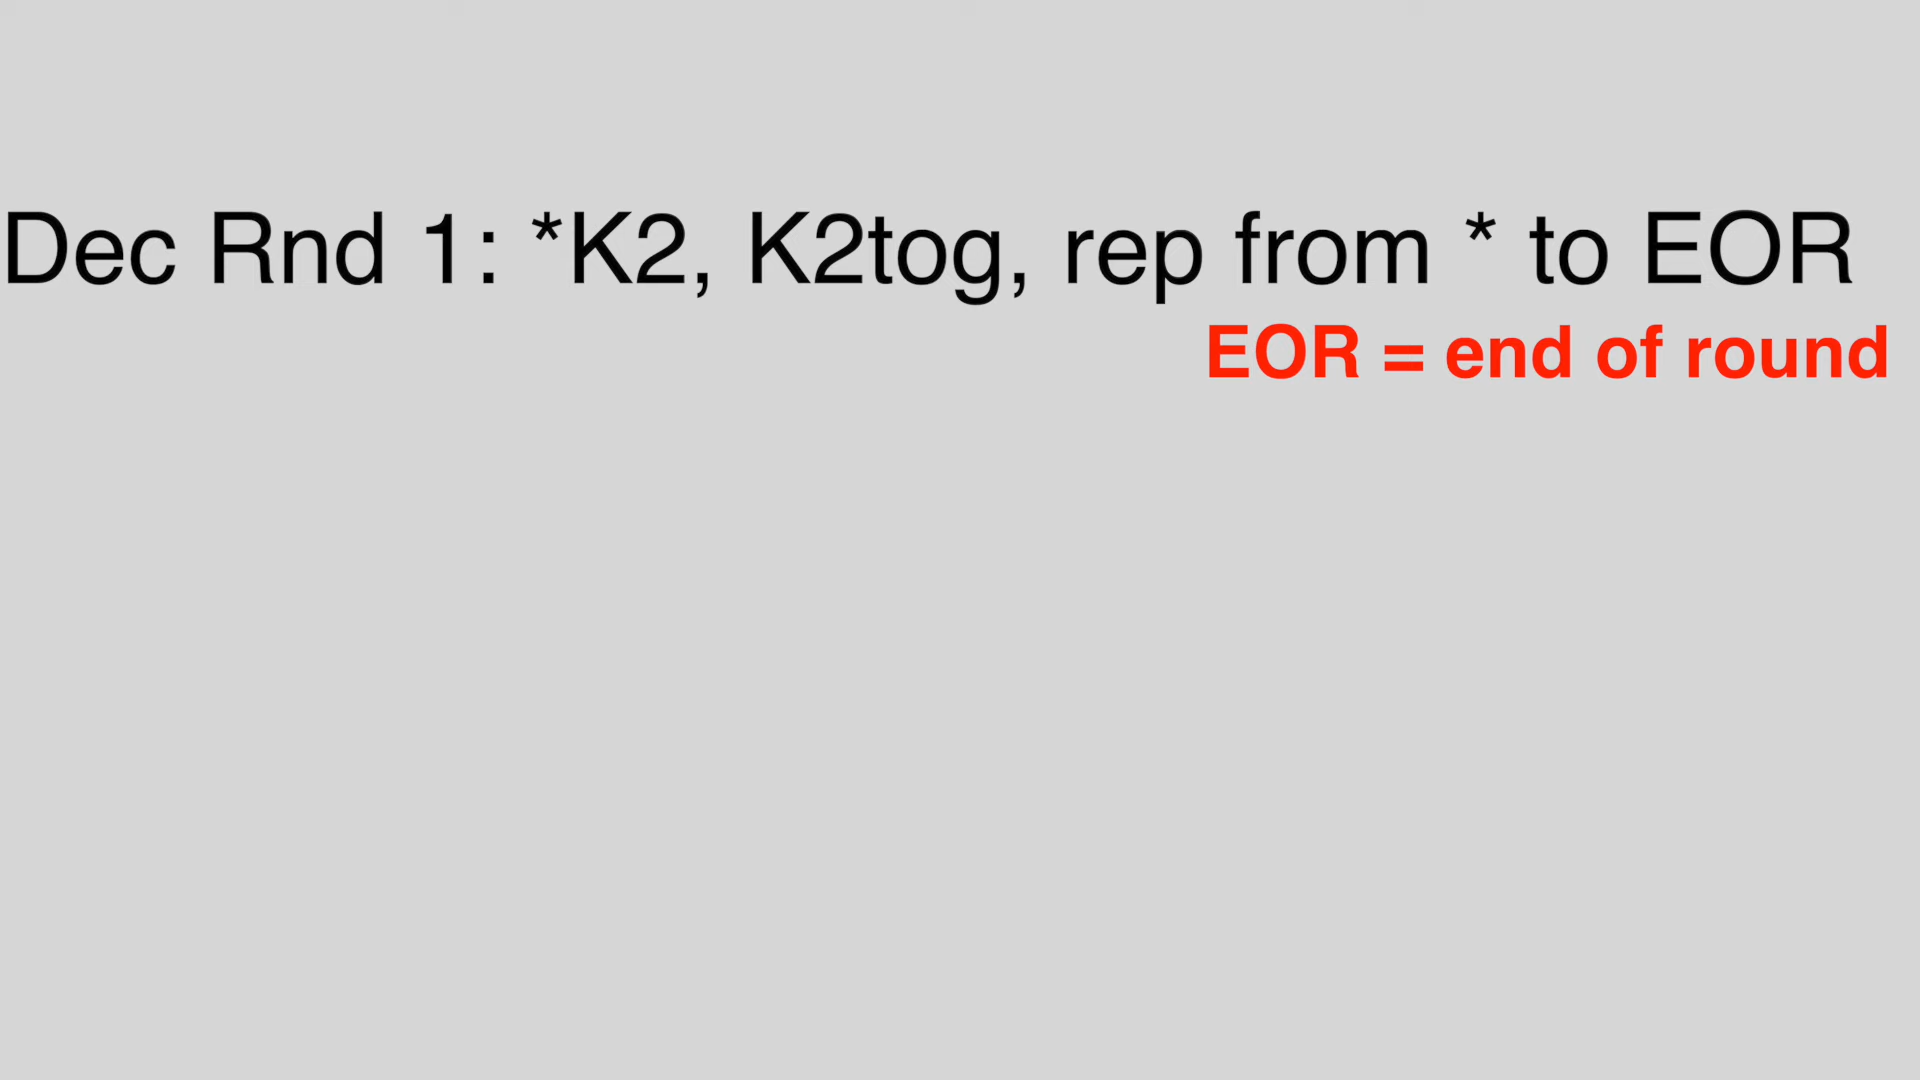 Dec Rnd 1: *K2, K2tog, rep from * to EOR
EOR = end of round